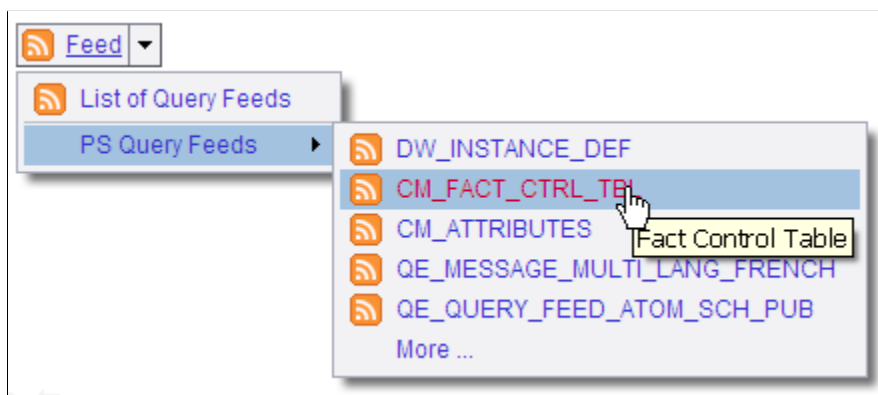 Feed
List of Query Feeds
PS Query Feeds
DW_INSTANCE_DEF
CM_FACT_CTRL_TBL
CM_ATTRIBUTES
Fact Control Table
QE_MESSAGE_MULTI_LANG_FRENCH
QE_QUERY_FEED_ATOM_SCH_PUB
More ...